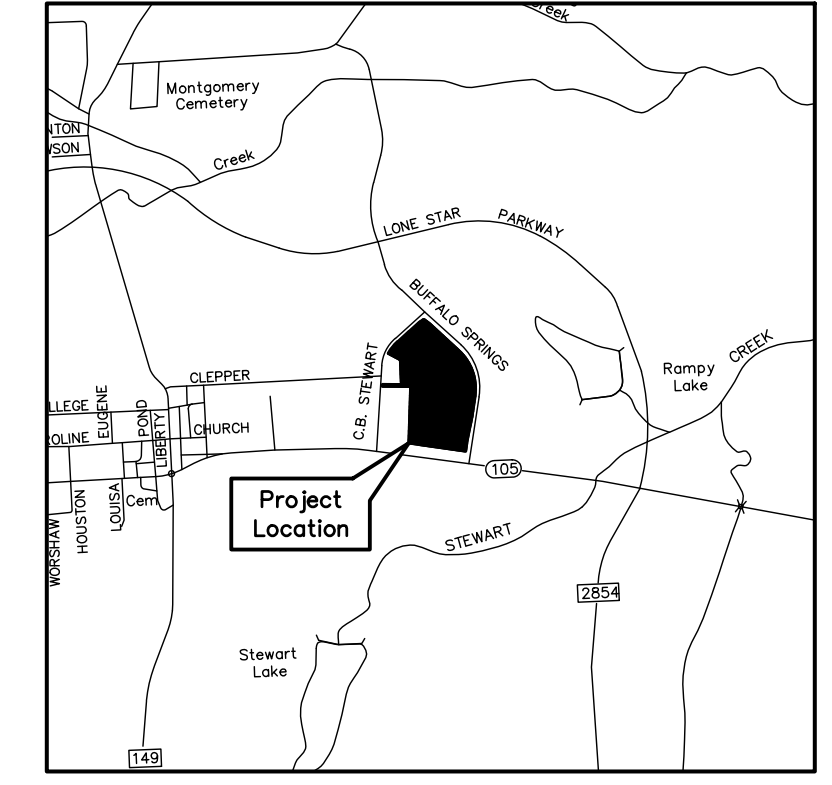 Creek
Montgomery
Cemetery
NTON
WSON
Creek
LONE STAR
PARKWAY
BUFFALO SPRINGS
C.B. STEWART
CLEPPER
Rampy
Lake
CREEK
LLEGE
EUGENE
POND
LIBERTY
CHURCH
ROLINE
105
Project
Location
Cem
LOUISA
HOUSTON
WORSHAW
STEWART
2854
Stewart
Lake
149